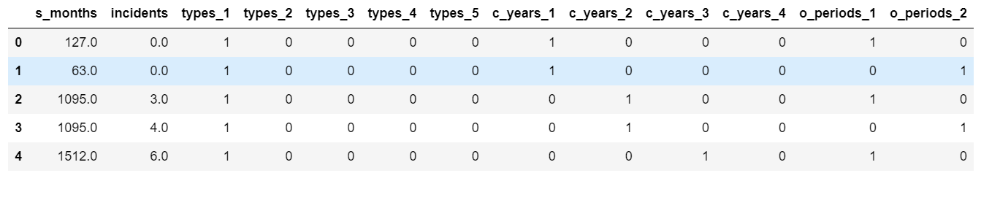 s_months incidents types_1 types_2 types_3 types_4 types_5 c_years_1 c_years_2 c_years_3 c_years_4 o_periods_1 o_periods_2
0 127.0 0.0 1 0 0 0 0 1 0 0 0 1 0
1 63.0 0.0 1 0 0 0 0 1 0 0 0 0 1
2 1095.0 3.0 1 0 0 0 0 0 1 0 0 1 0
3 1095.0 4.0 1 0 0 0 0 0 1 0 0 0 1
4 1512.0 6.0 1 0 0 0 0 0 0 1 0 1 0